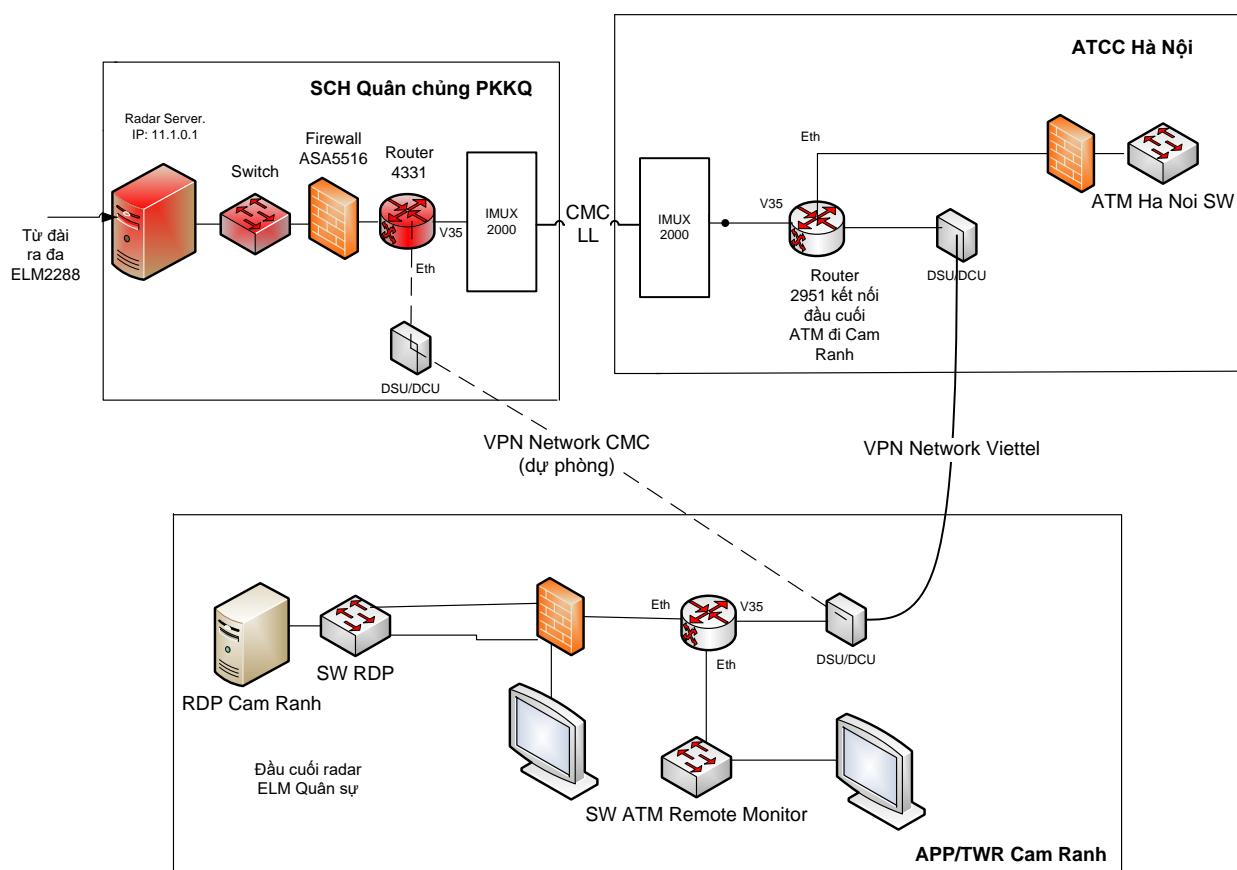 ATCC Hà Nội
SCH Quân chủng PKKQ
Radar Server.
IP: 11.1.0.1
Firewall
ASA5516
Router
4331
Switch
Từ đài
ra đa
ELM2288
V35
Eth
IMUX
2000
DSU/DCU
CMC
LL
IMUX
2000
V35
Eth
Router
2951 kết nối
đầu cuối
ATM đi Cam
Ranh
DSU/DCU
ATM Ha Noi SW
VPN Network CMC
(dự phòng)
VPN Network Viettel
RDP Cam Ranh
SW RDP
Eth
V35
Eth
DSU/DCU
Đầu cuối radar
ELM Quân sự
SW ATM Remote Monitor
APP/TWR Cam Ranh